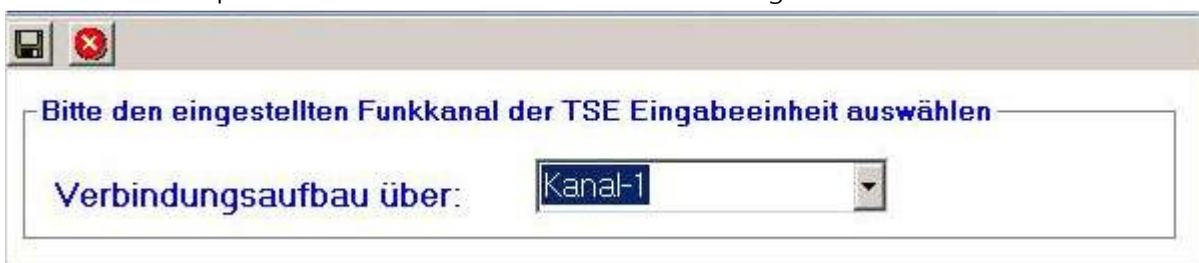 Bitte den eingestellten Funkkanal der TSE Eingabeeinheit auswählen
Verbindungsaufbau über: Kanal-1